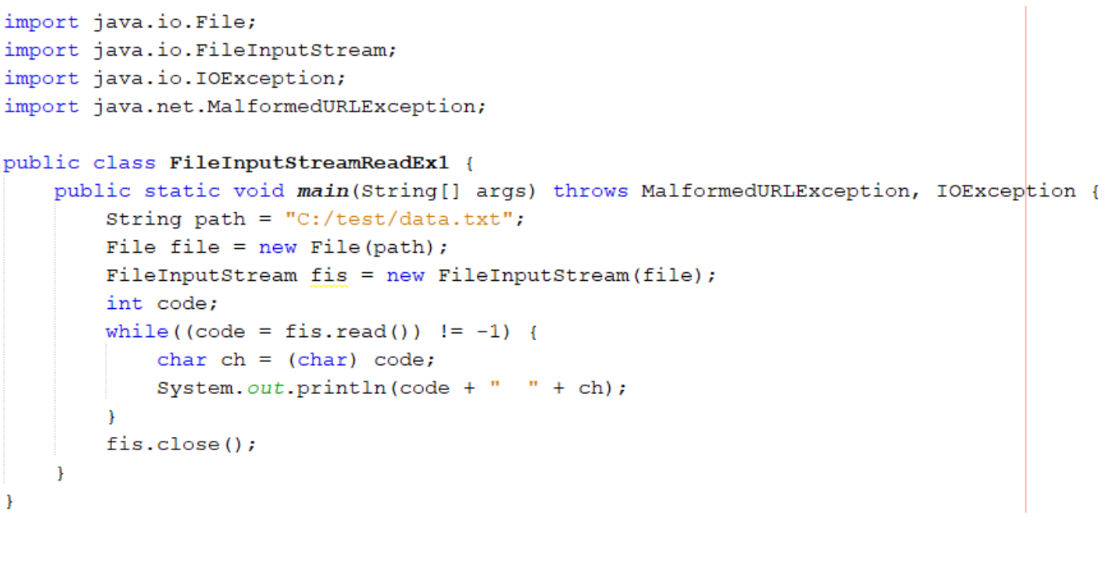 import java.io.File;
import java.io.FileInputStream;
import java.io.IOException;
import java.net.MalformedURLException;

public class FileInputStreamReadEx1 {
    public static void main(String[] args) throws MalformedURLException, IOException {
        String path = "C:/test/data.txt";
        File file = new File(path);
        FileInputStream fis = new FileInputStream(file);
        int code;
        while((code = fis.read()) != -1) {
            char ch = (char) code;
            System.out.println(code + "  " + ch);
        }
        fis.close();
    }
}